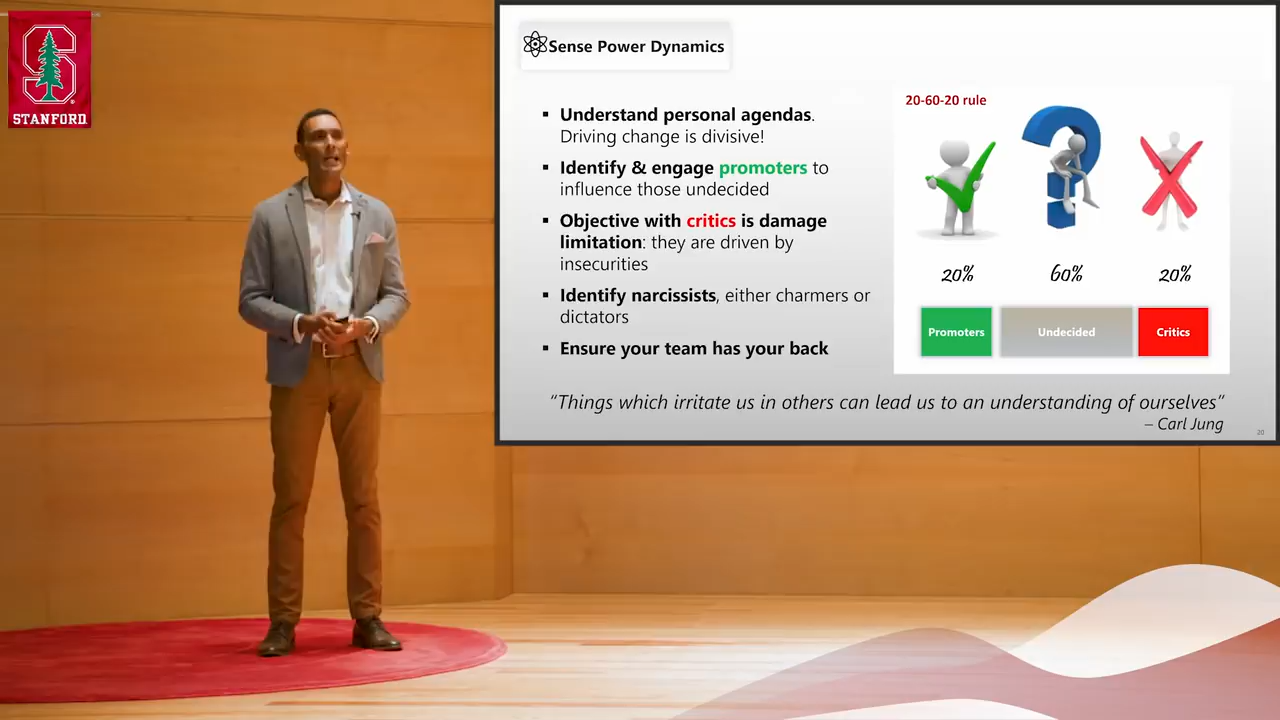 STANFORD
Sense Power Dynamics
▪ Understand personal agendas.
Driving change is divisive!
▪ Identify & engage promoters to
influence those undecided
▪ Objective with critics is damage
limitation: they are driven by
insecurities
▪ Identify narcissists, either charmers or
dictators
▪ Ensure your team has your back
20-60-20 rule
20% 60% 20%
Promoters Undecided Critics
“Things which irritate us in others can lead us to an understanding of ourselves”
– Carl Jung
20